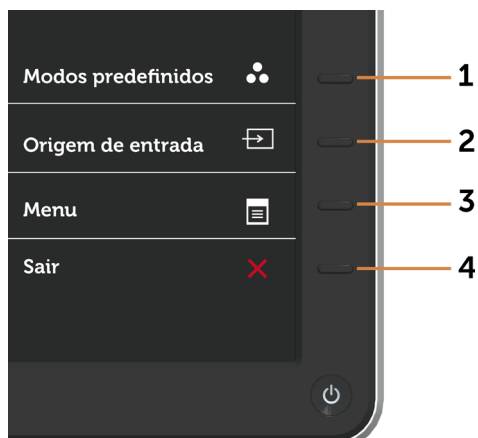 Modos predefinidos 1
Origem de entrada 2
Menu 3
Sair 4